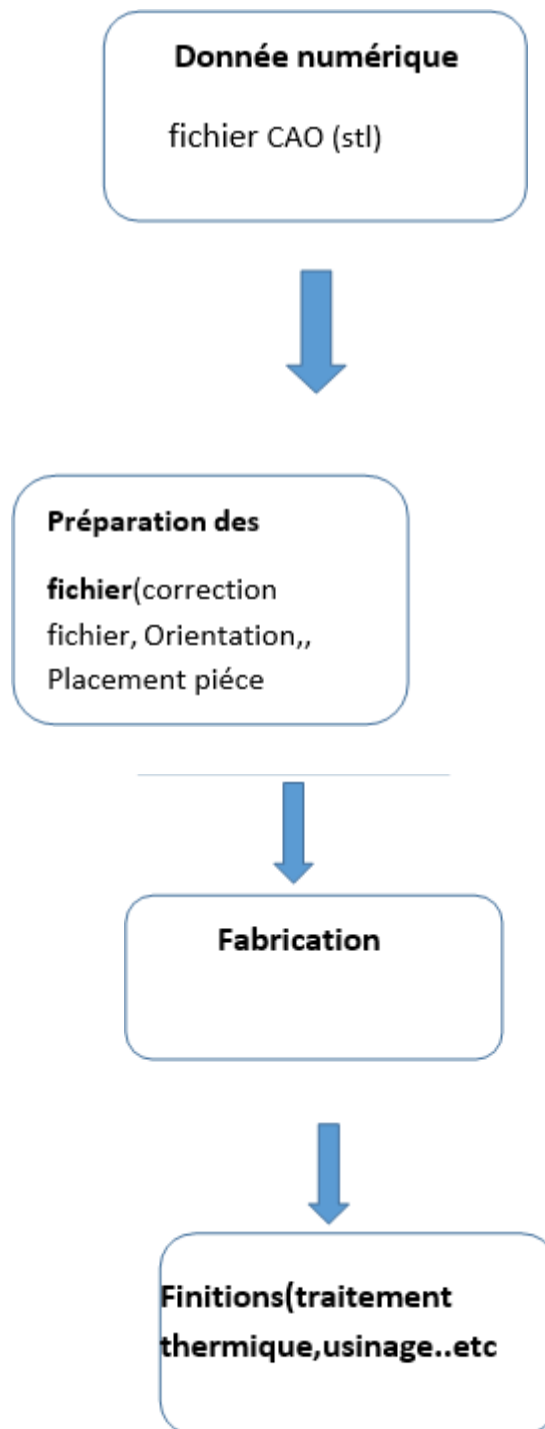 Donnée numérique
fichier CAO (stl)
Préparation des
fichier(correction
fichier, Orientation,,
Placement piéce
Fabrication
Finitions(traitement
thermique,usinage..etc